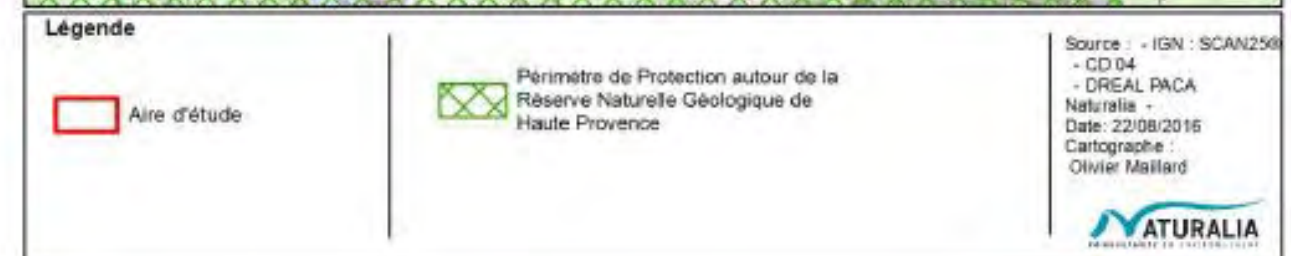 Légende
Aire d'étude
Périmètre de Protection autour de la
Réserve Naturelle Géologique de
Haute Provence
Source : - IGN : SCAN25®
- CD 04
- DREAL PACA
Naturalia -
Date: 22/08/2016
Cartographe :
Olivier Maillard
NATURALIA